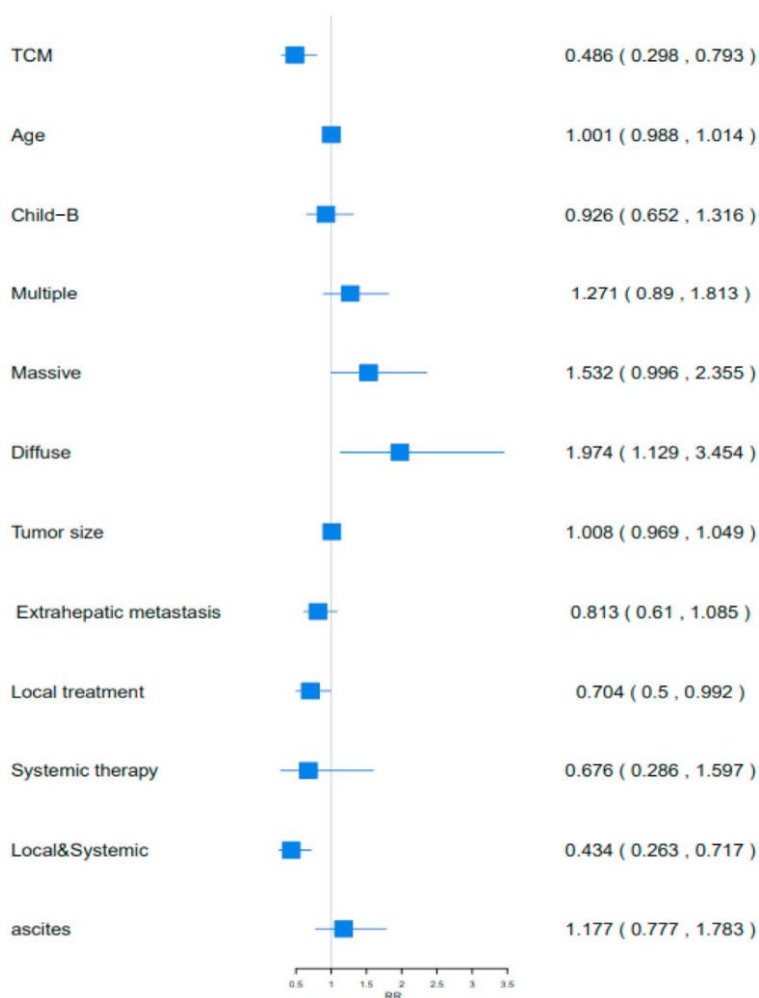 TCM 0.486 ( 0.298 , 0.793 )
Age 1.001 ( 0.988 , 1.014 )
Child−B 0.926 ( 0.652 , 1.316 )
Multiple 1.271 ( 0.89 , 1.813 )
Massive 1.532 ( 0.996 , 2.355 )
Diffuse 1.974 ( 1.129 , 3.454 )
Tumor size 1.008 ( 0.969 , 1.049 )
Extrahepatic metastasis 0.813 ( 0.61 , 1.085 )
Local treatment 0.704 ( 0.5 , 0.992 )
Systemic therapy 0.676 ( 0.286 , 1.597 )
Local&Systemic 0.434 ( 0.263 , 0.717 )
ascites 1.177 ( 0.777 , 1.783 )
0.5 1 1.5 2 2.5 3 3.5
RR